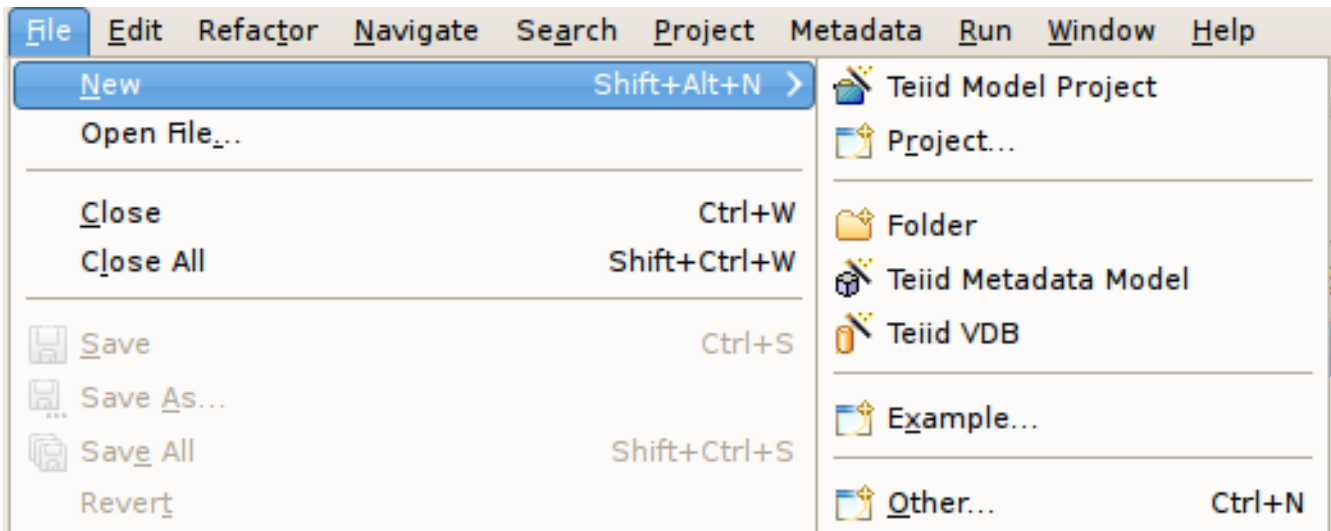 File Edit Refactor Navigate Search Project Metadata Run Window Help
New Shift+Alt+N
Open File...
Close Ctrl+W
Close All Shift+Ctrl+W
Save Ctrl+S
Save As...
Save All Shift+Ctrl+S
Revert
Teiid Model Project
Project...
Folder
Teiid Metadata Model
Teiid VDB
Example...
Other... Ctrl+N